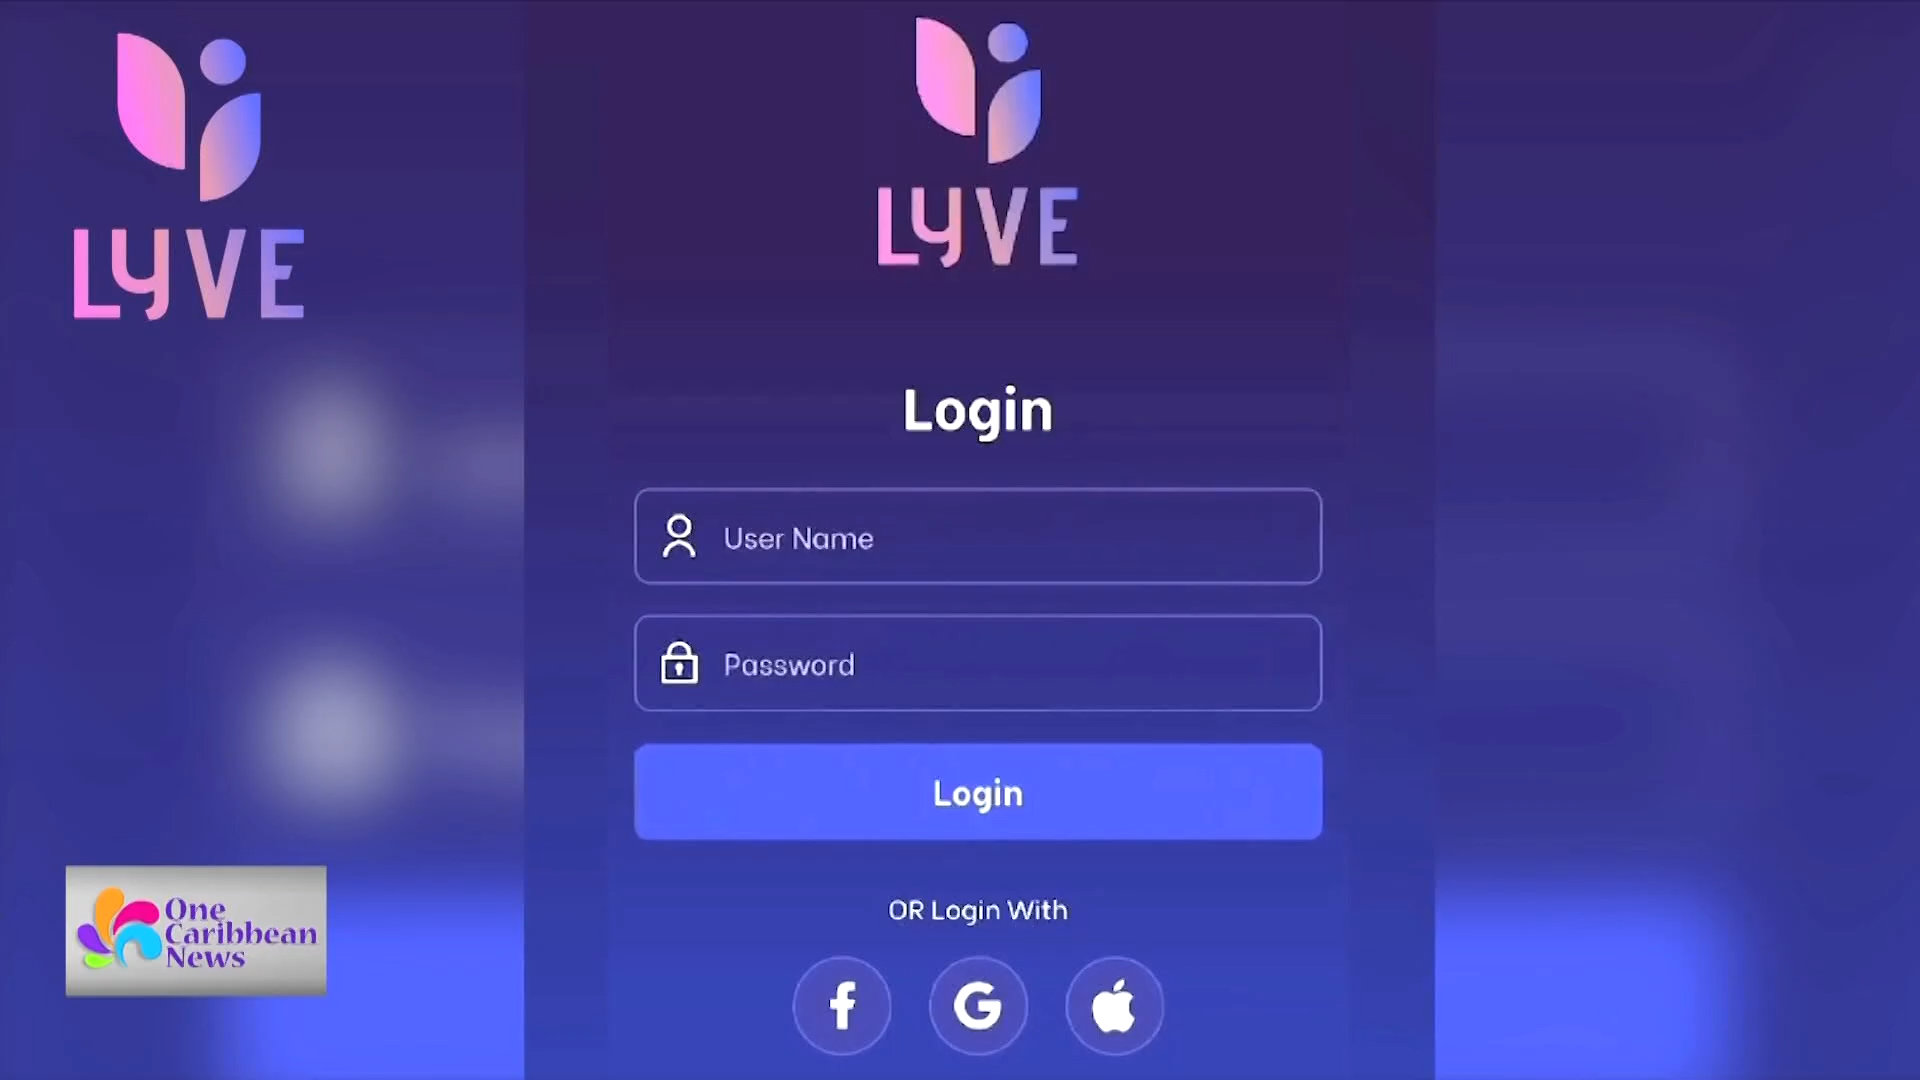 LYVE
LYVE
Login
User Name
Password
Login
OR Login With
One
Caribbean
News